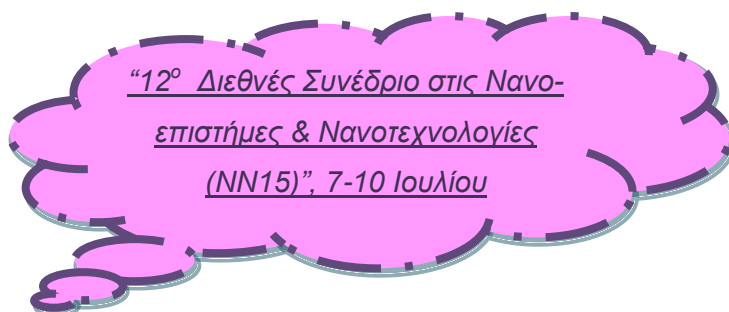 “12ο Διεθνές Συνέδριο στις Νανο-
επιστήμες & Νανοτεχνολογίες
(NN15)”, 7-10 Ιουλίου